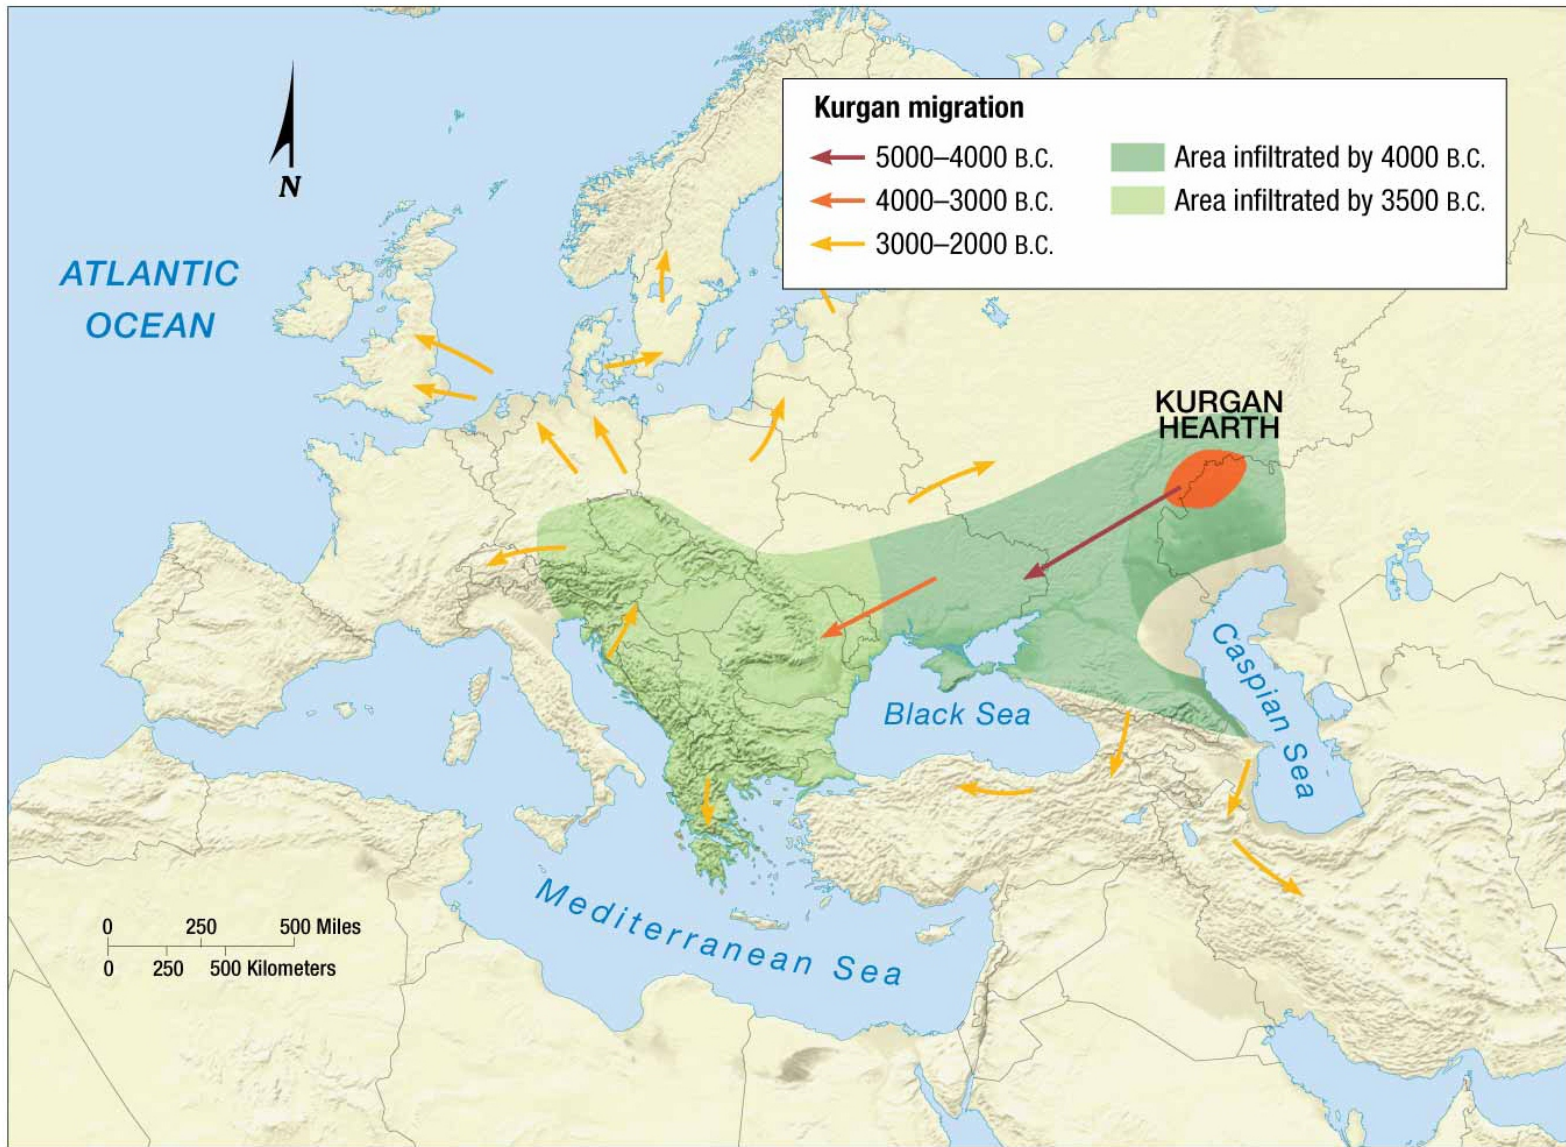 Kurgan migration
5000–4000 B.C.
4000–3000 B.C.
3000–2000 B.C.
Area infiltrated by 4000 B.C.
Area infiltrated by 3500 B.C.
N
ATLANTIC
OCEAN
KURGAN
HEARTH
Black Sea
Caspian Sea
Mediterranean Sea
0 250 500 Miles
0 250 500 Kilometers